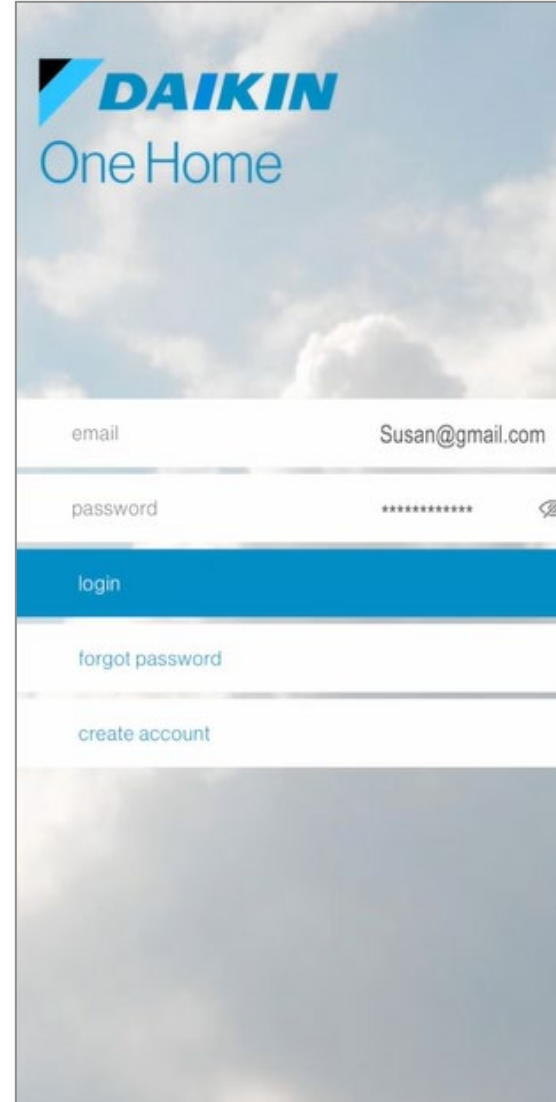 DAIKIN
One Home
email Susan@gmail.com
password ************
login
forgot password
create account